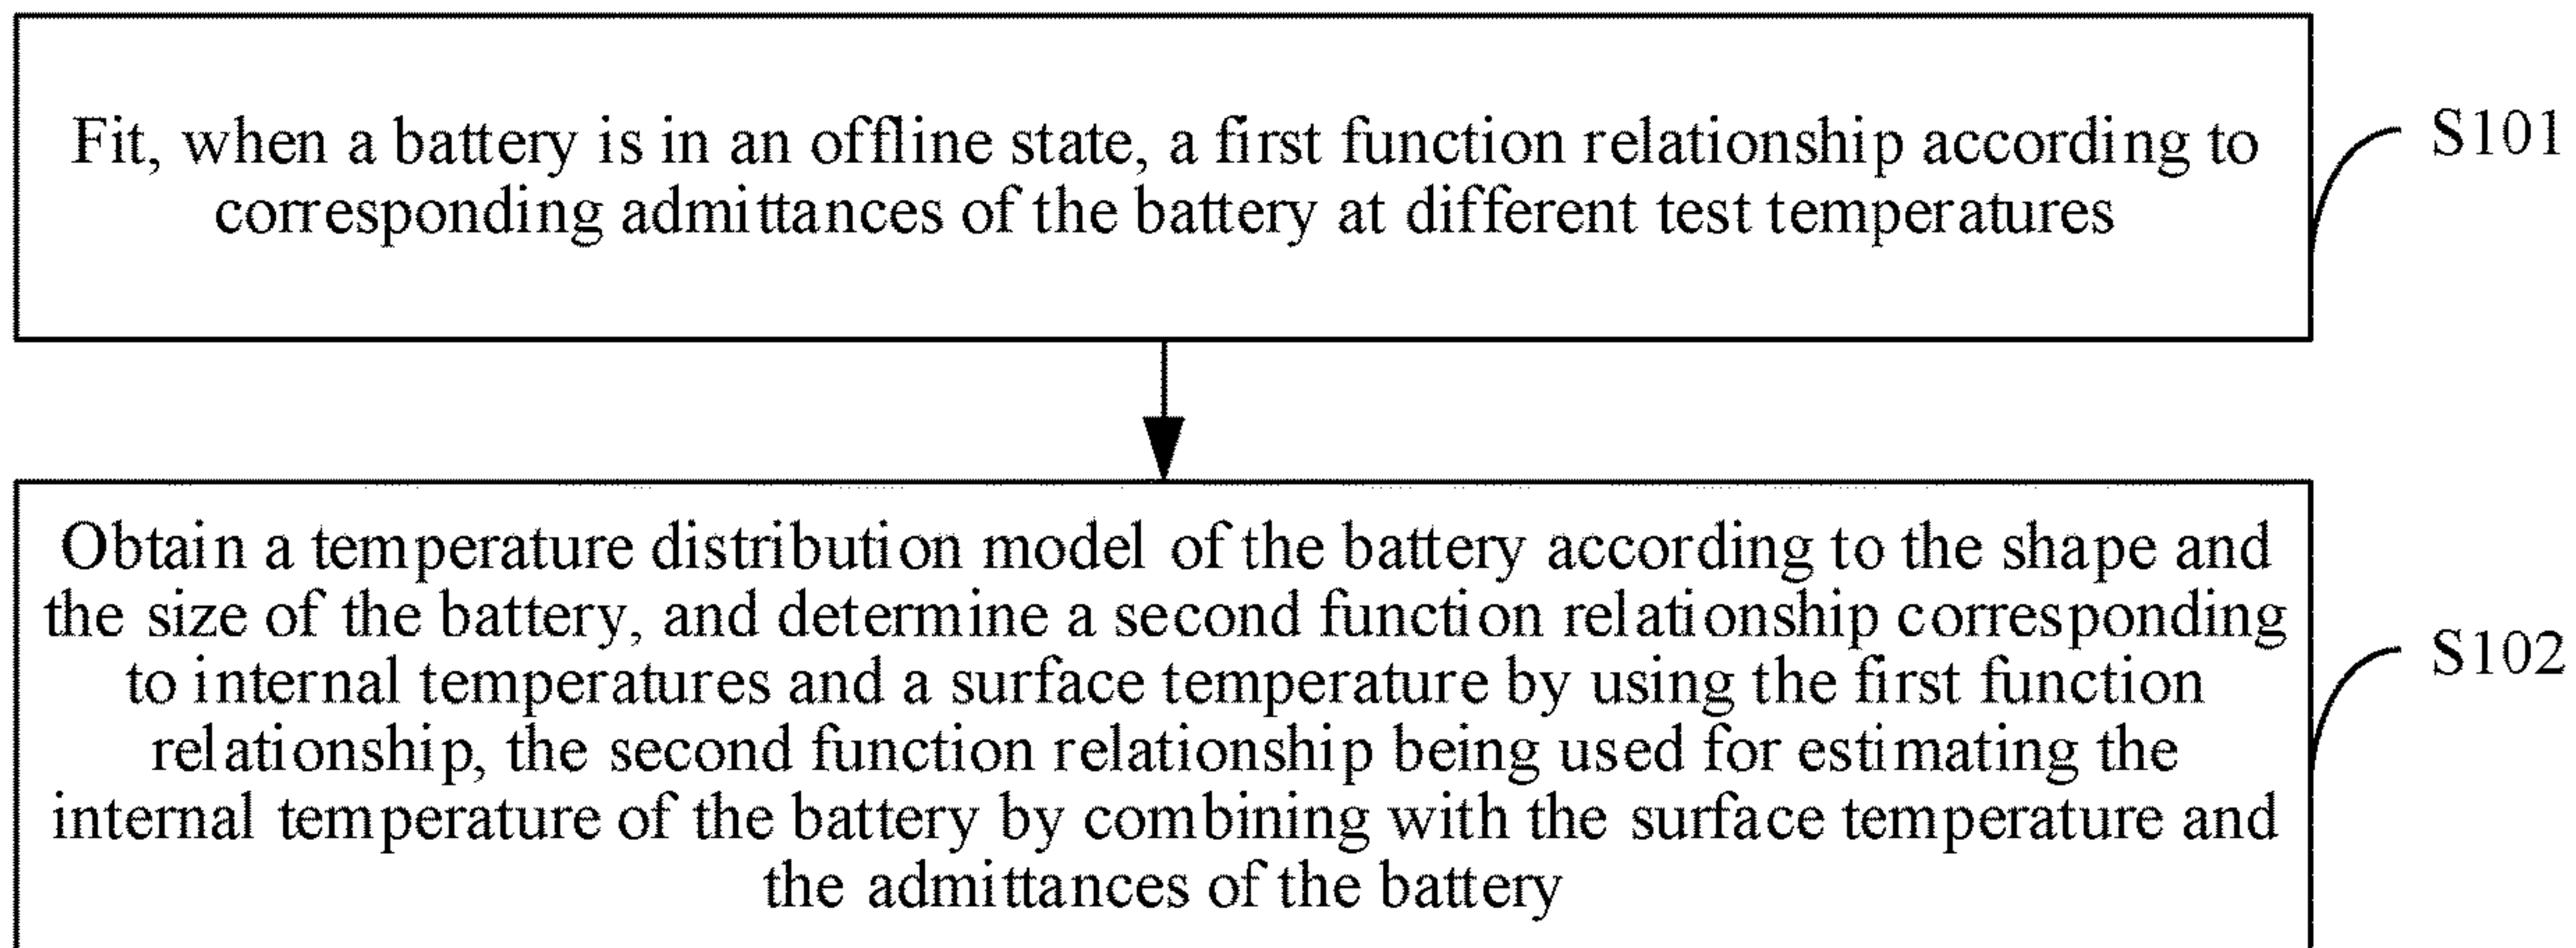 Fit, when a battery is in an offline state, a first function relationship according to
corresponding admittances of the battery at different test temperatures
S101
Obtain a temperature distribution model of the battery according to the shape and
the size of the battery, and determine a second function relationship corresponding
to internal temperatures and a surface temperature by using the first function
relationship, the second function relationship being used for estimating the
internal temperature of the battery by combining with the surface temperature and
the admittances of the battery
S102